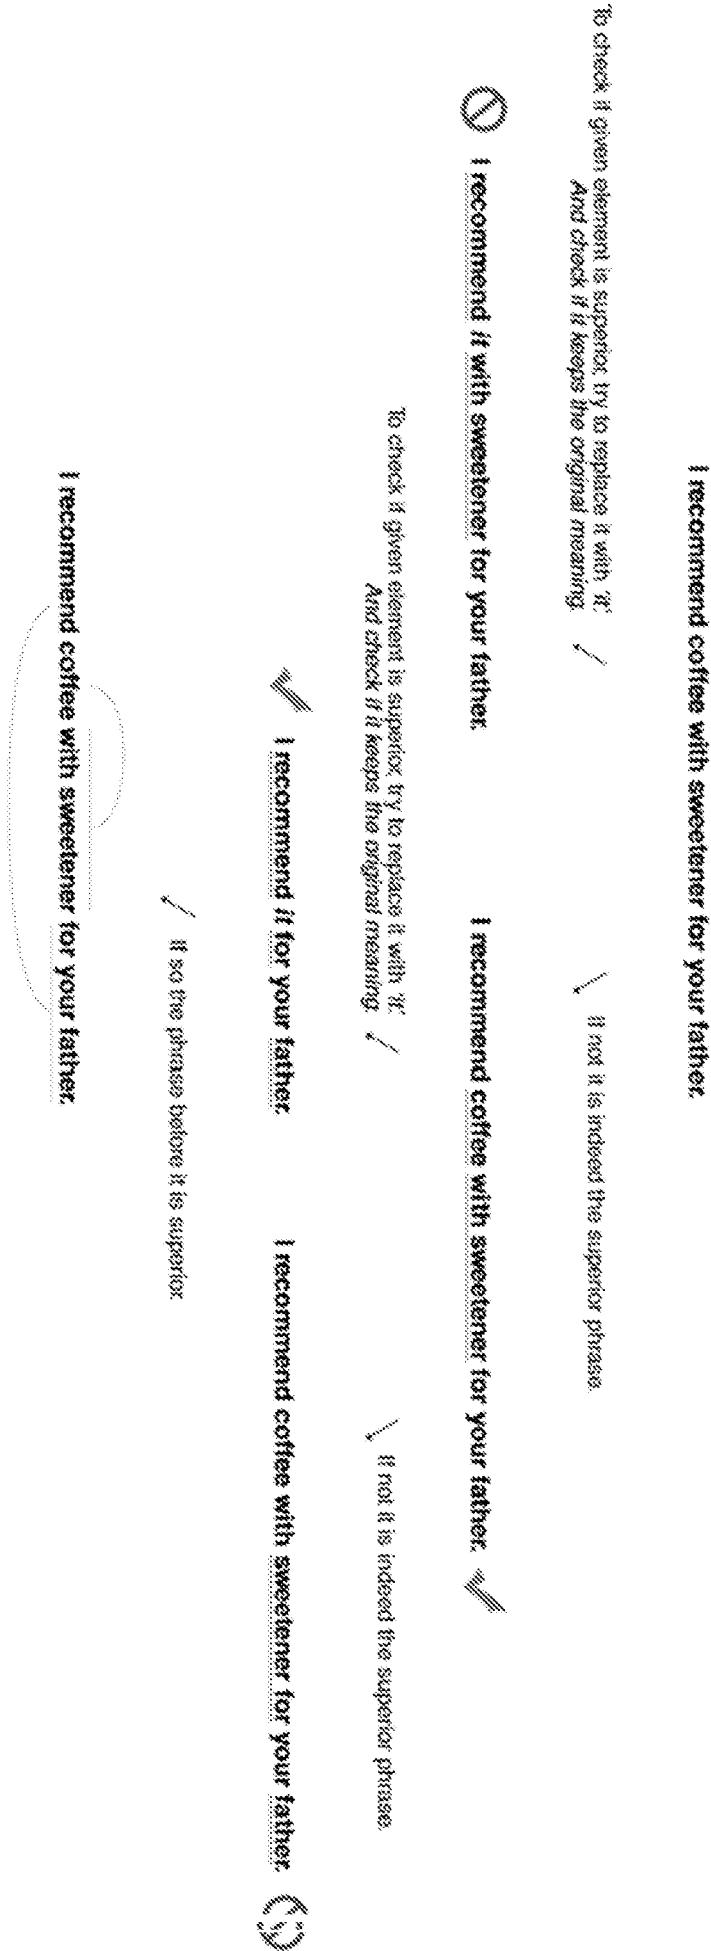 I recommend coffee with sweetener for your father.
To check if given element is superior, try to replace it with 'it'.
And check if it keeps the original meaning.
If not it is indeed the superior phrase.
I recommend it with sweetener for your father.
I recommend coffee with sweetener for your father.
To check if given element is superior, try to replace it with 'it'.
And check if it keeps the original meaning.
If not it is indeed the superior phrase.
I recommend it for your father.
I recommend coffee with sweetener for your father.
If so the phrase before it is superior.
I recommend coffee with sweetener for your father.